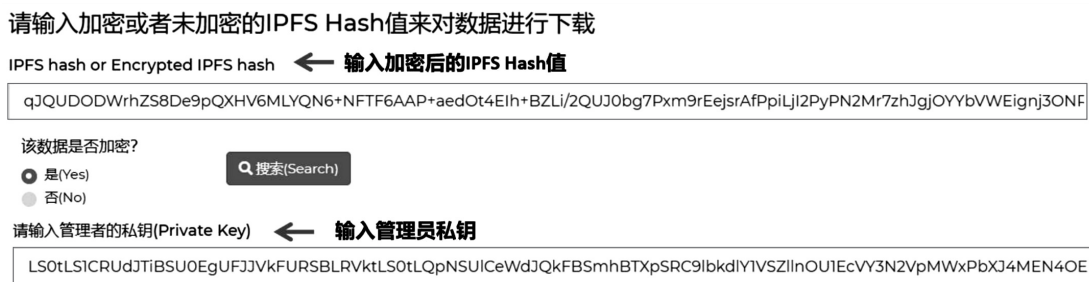 请输入加密或者未加密的IPFS Hash值来对数据进行下载
IPFS hash or Encrypted IPFS hash 输入加密后的IPFS Hash值
qJQUDODWrhZS8De9pQXHV6MLYQN6+NFTF6AAP+aedOt4EIh+BZLi/2QUJ0bg7Pxm9rEejsrAfPpiLjI2PyPN2Mr7zhJgjOYYbVWEignj3ONF
该数据是否加密?
是(Yes) 搜索(Search)
否(No)
请输入管理者的私钥(Private Key) 输入管理员私钥
LS0tLS1CRUdJTiBSU0EgUFJJVkFURSBLRVktLS0tLQpNSUlCeWdJQkFBSmhBTXpSRC9lbkdlY1VSZllnOU1EcVY3N2VpMWxPbXJ4MEN4OE